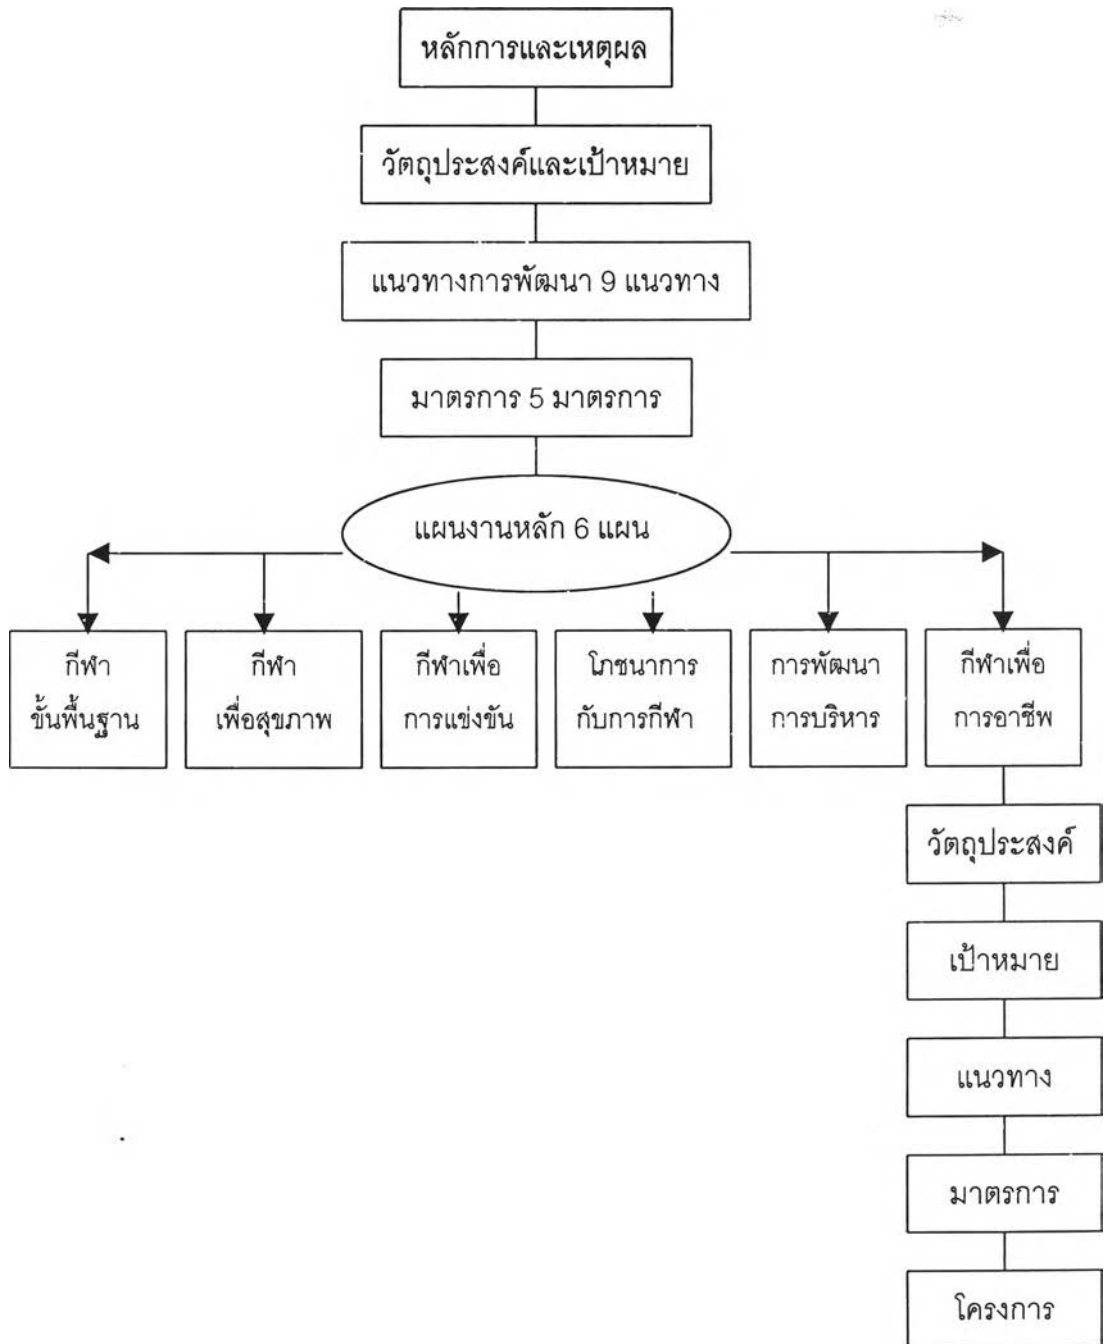 หลักการและเหตุผล
วัตถุประสงค์และเป้าหมาย
แนวทางการพัฒนา 9 แนวทาง
มาตรการ 5 มาตรการ
แผนงานหลัก 6 แผน
กีฬา
ขั้นพื้นฐาน
กีฬา
เพื่อสุขภาพ
กีฬาเพื่อ
การแข่งขัน
โภชนาการ
กับการกีฬา
การพัฒนา
การบริหาร
กีฬาเพื่อ
การอาชีพ
วัตถุประสงค์
เป้าหมาย
แนวทาง
มาตรการ
โครงการ